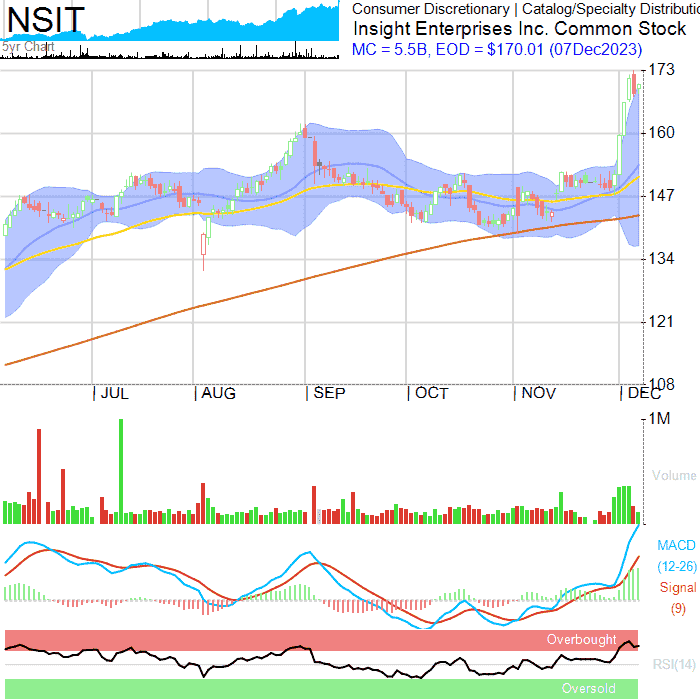 NSIT
5yr Chart
Consumer Discretionary | Catalog/Specialty Distributio
Insight Enterprises Inc. Common Stock
MC = 5.5B, EOD = $170.01 (07Dec2023)
173
160
147
134
121
108
JUL
AUG
SEP
OCT
NOV
DEC
1M
Volume
MACD
(12-26)
Signal
(9)
Overbought
RSI(14)
Oversold